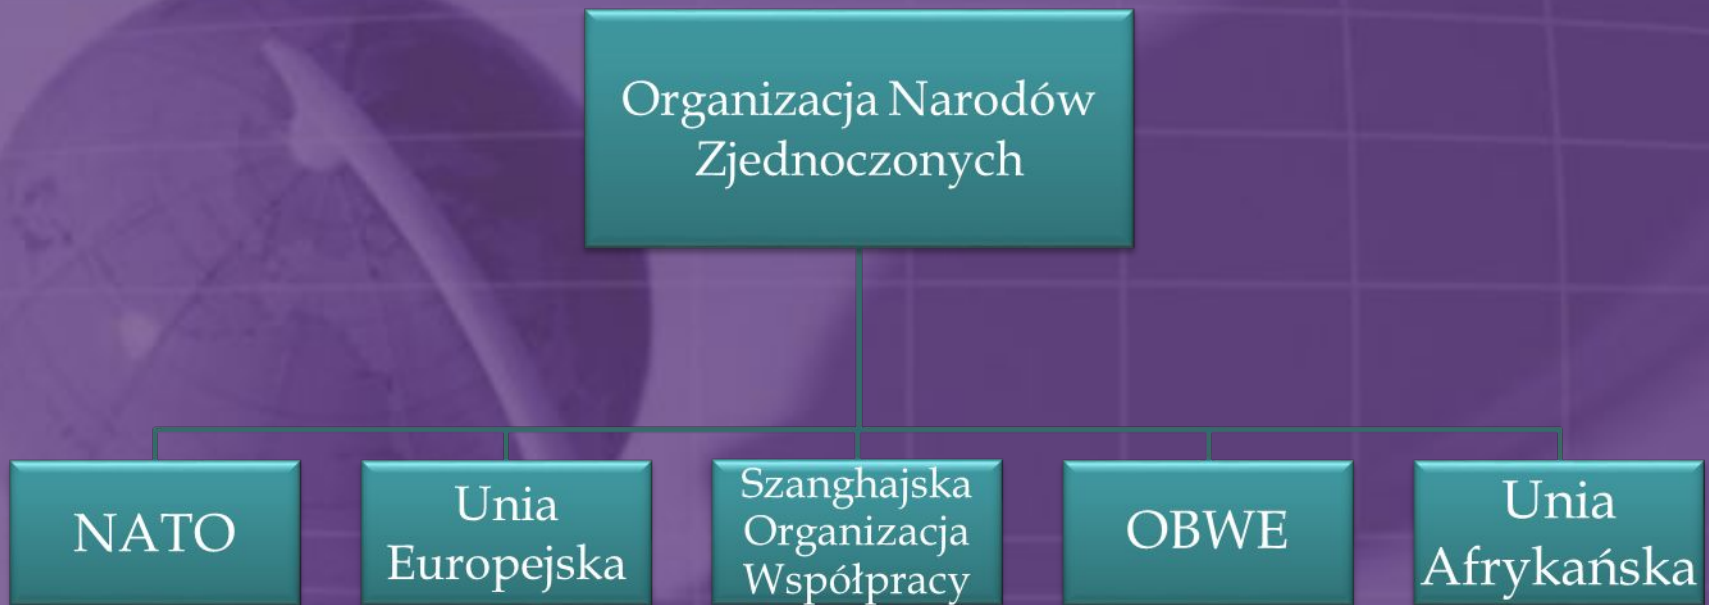 Organizacja Narodów
Zjednoczonych
NATO
Unia
Europejska
Szanghajska
Organizacja
Współpracy
OBWE
Unia
Afrykańska